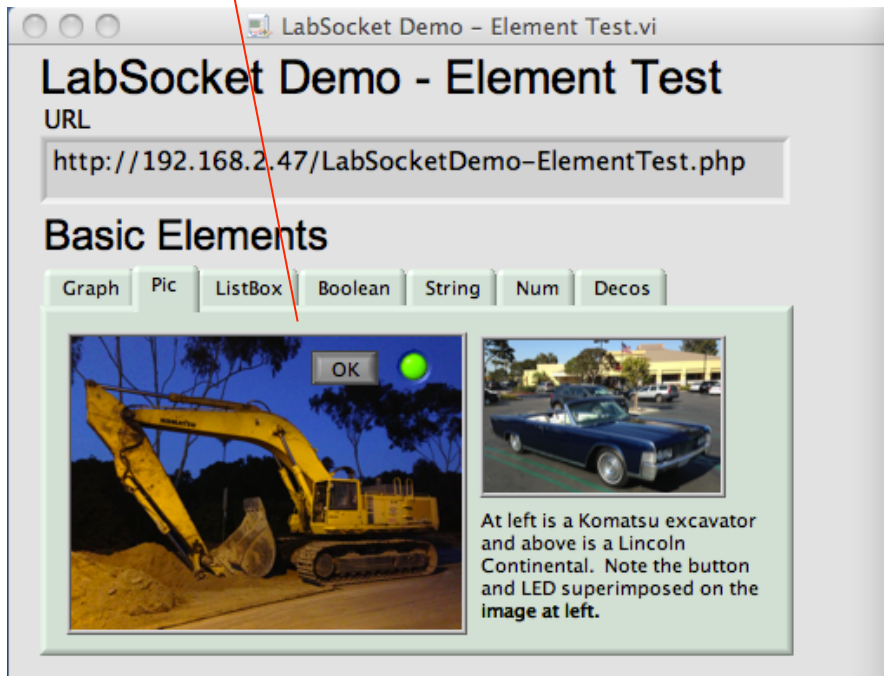 LabSocket Demo – Element Test.vi
LabSocket Demo - Element Test
URL
http://192.168.2.47/LabSocketDemo-ElementTest.php
Basic Elements
Graph Pic ListBox Boolean String Num Decos
OK
KOMATSU
At left is a Komatsu excavator
and above is a Lincoln
Continental. Note the button
and LED superimposed on the
image at left.